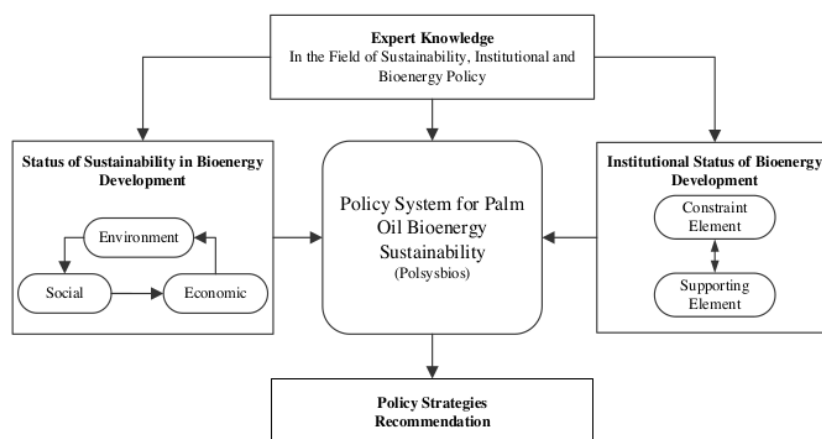 Expert Knowledge
In the Field of Sustainability, Institutional and
Bioenergy Policy
Status of Sustainability in Bioenergy
Development
Environment
Social
Economic
Policy System for Palm
Oil Bioenergy
Sustainability
(Polsysbios)
Institutional Status of Bioenergy
Development
Constraint
Element
Supporting
Element
Policy Strategies
Recommendation